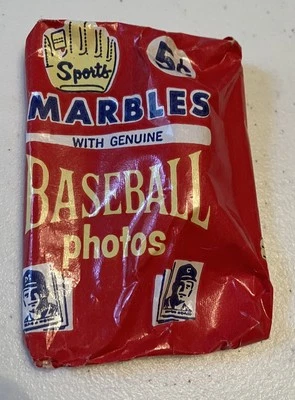 Sports
5¢
MARBLES
WITH GENUINE
BASEBALL
photos
C